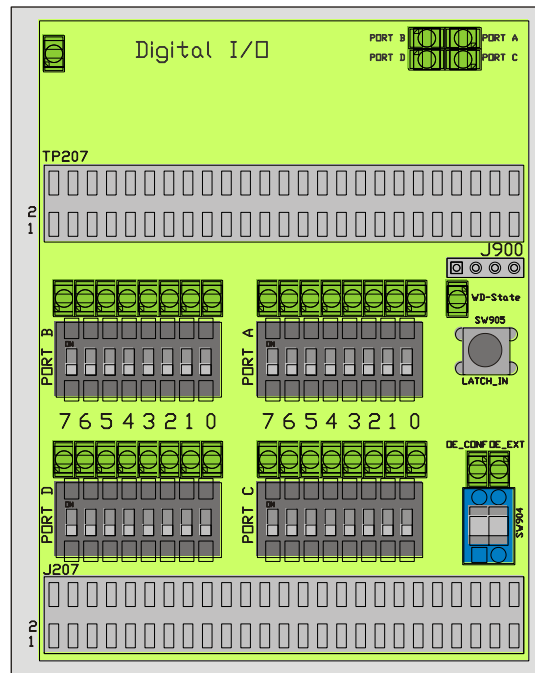 Digital I/O
PORT B PORT A
PORT D PORT C
TP207
2
1
J900
WD-State
SW905
LATCH_IN
PORT B
ON
PORT A
ON
7 6 5 4 3 2 1 0
7 6 5 4 3 2 1 0
OE_CONF OE_EXT
PORT D
ON
PORT C
ON
SW904
J207
2
1